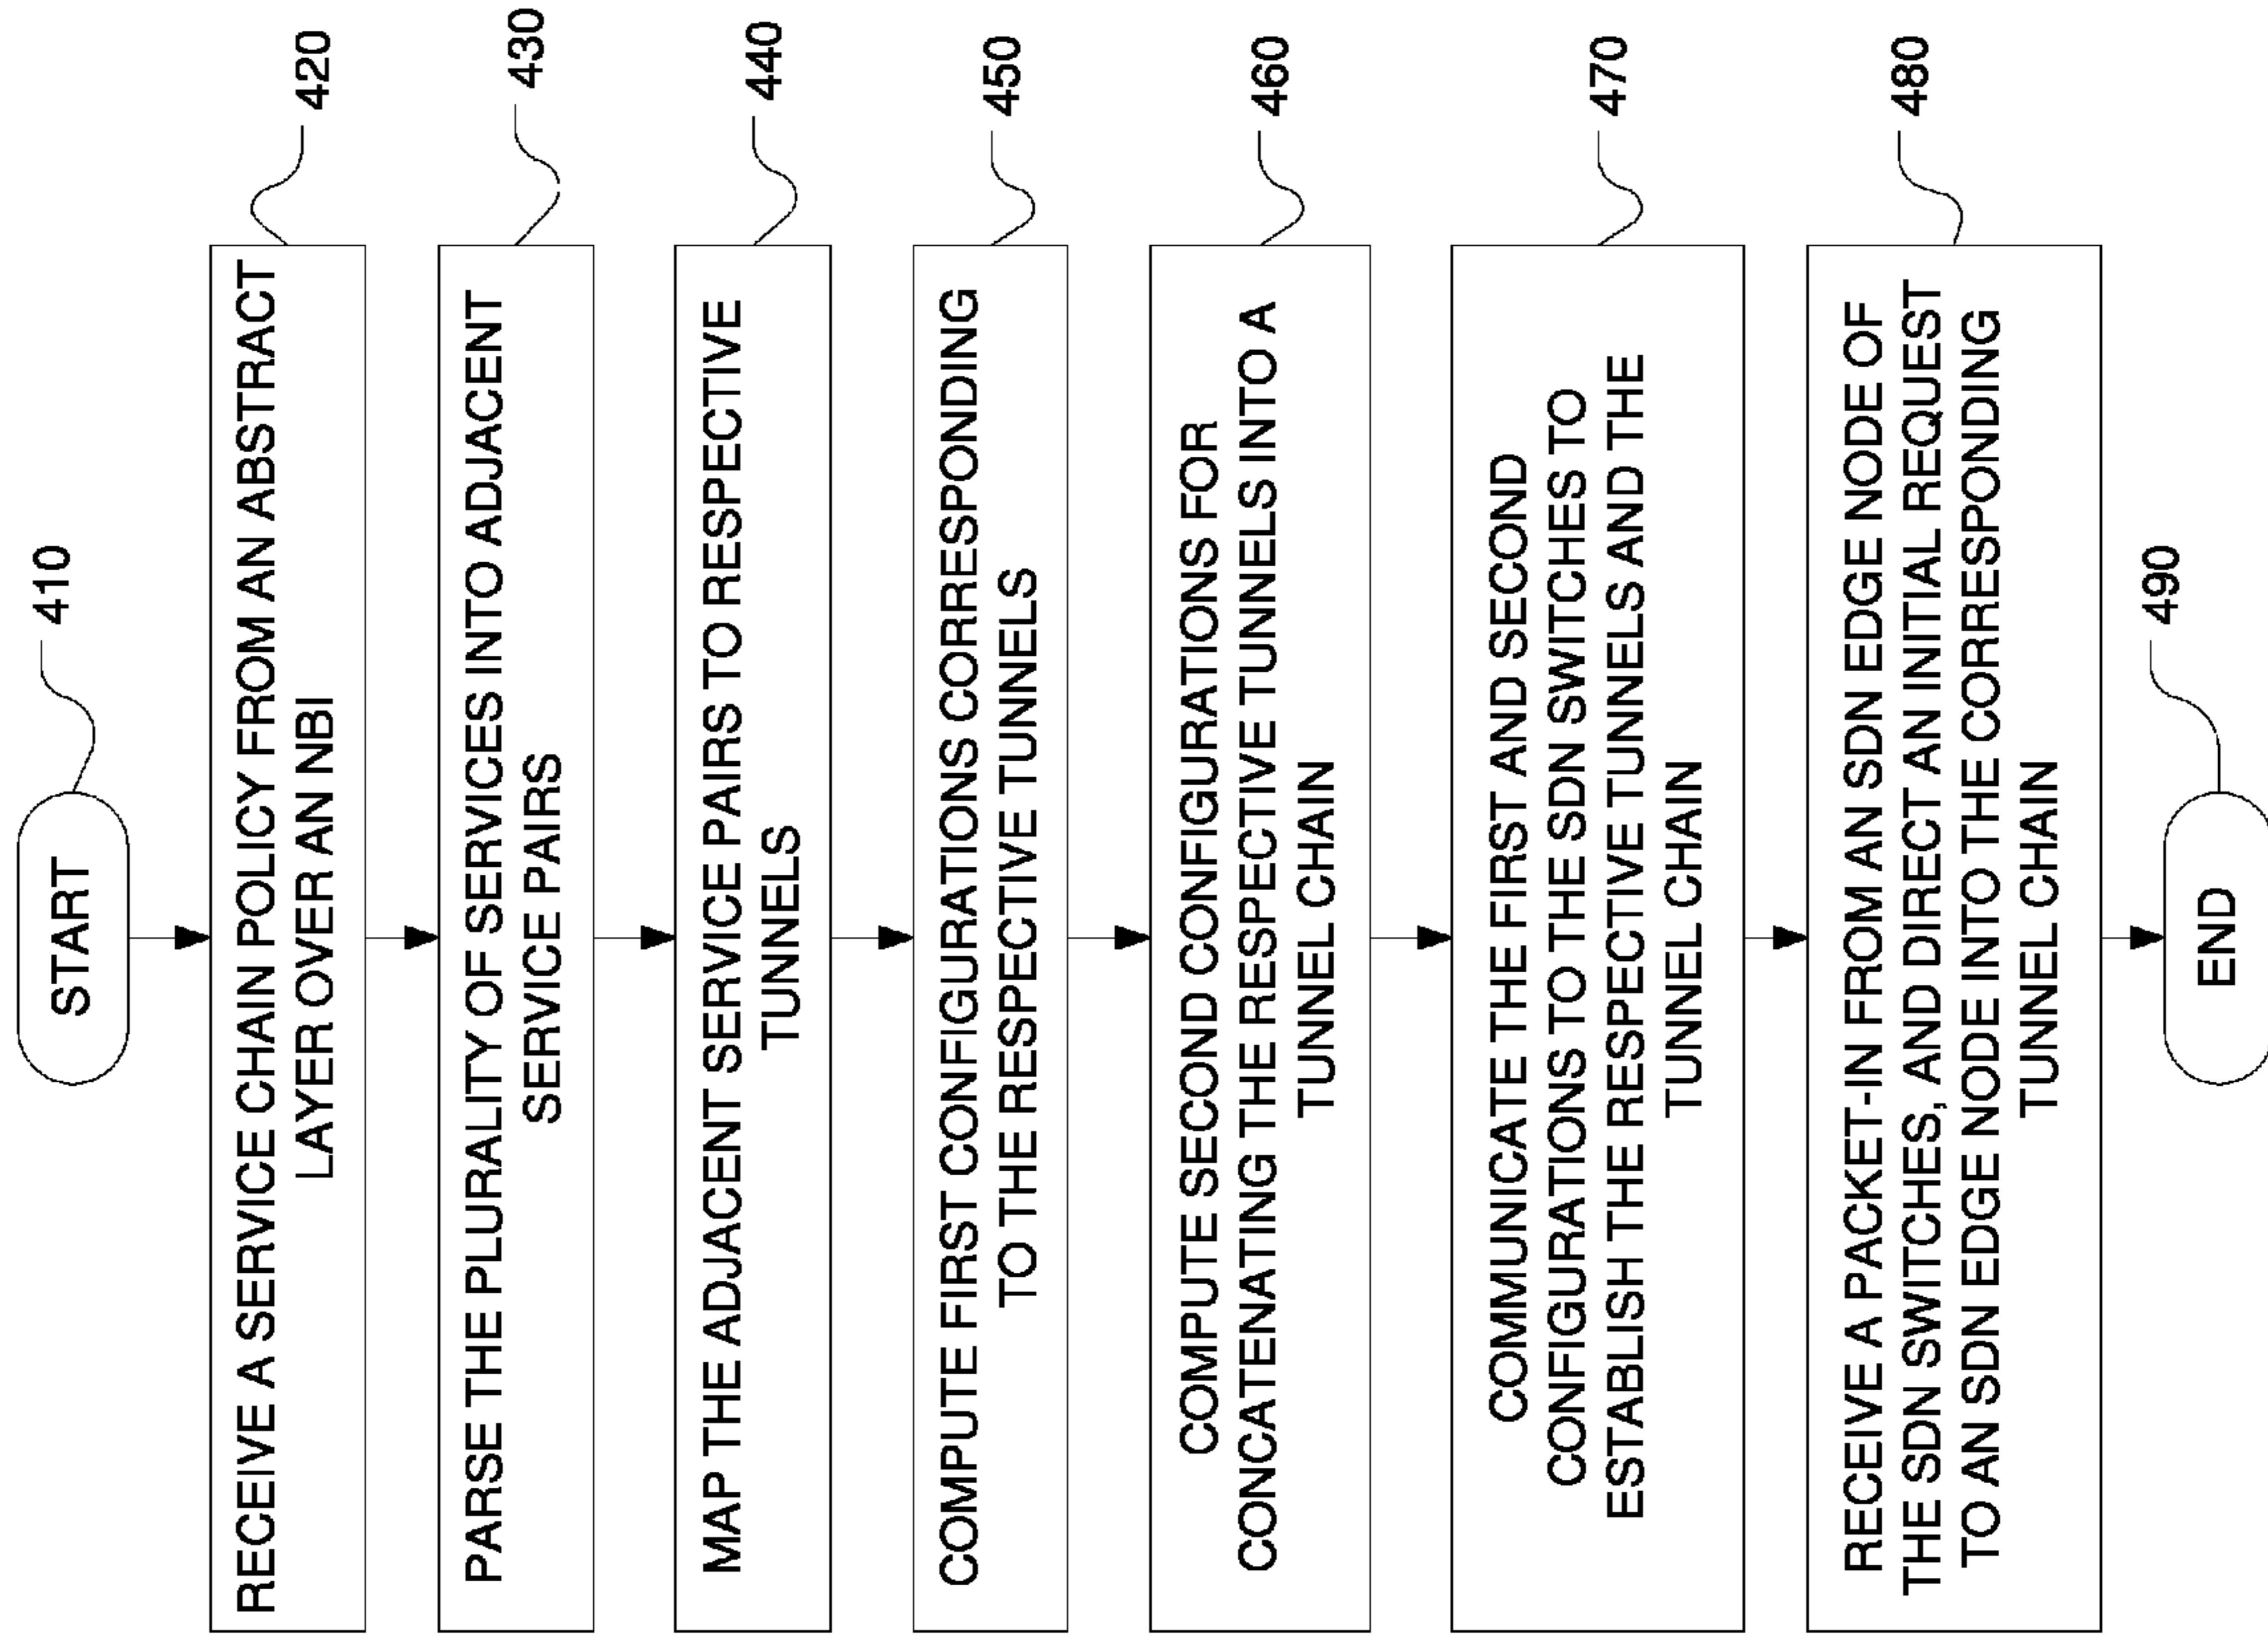 START
410
RECEIVE A SERVICE CHAIN POLICY FROM AN ABSTRACT
LAYER OVER AN NBI
420
PARSE THE PLURALITY OF SERVICES INTO ADJACENT
SERVICE PAIRS
430
MAP THE ADJACENT SERVICE PAIRS TO RESPECTIVE
TUNNELS
440
COMPUTE FIRST CONFIGURATIONS CORRESPONDING
TO THE RESPECTIVE TUNNELS
450
COMPUTE SECOND CONFIGURATIONS FOR
CONCATENATING THE RESPECTIVE TUNNELS INTO A
TUNNEL CHAIN
460
COMMUNICATE THE FIRST AND SECOND
CONFIGURATIONS TO THE SDN SWITCHES TO
ESTABLISH THE RESPECTIVE TUNNELS AND THE
TUNNEL CHAIN
470
RECEIVE A PACKET-IN FROM AN SDN EDGE NODE OF
THE SDN SWITCHES, AND DIRECT AN INITIAL REQUEST
TO AN SDN EDGE NODE INTO THE CORRESPONDING
TUNNEL CHAIN
480
END
490